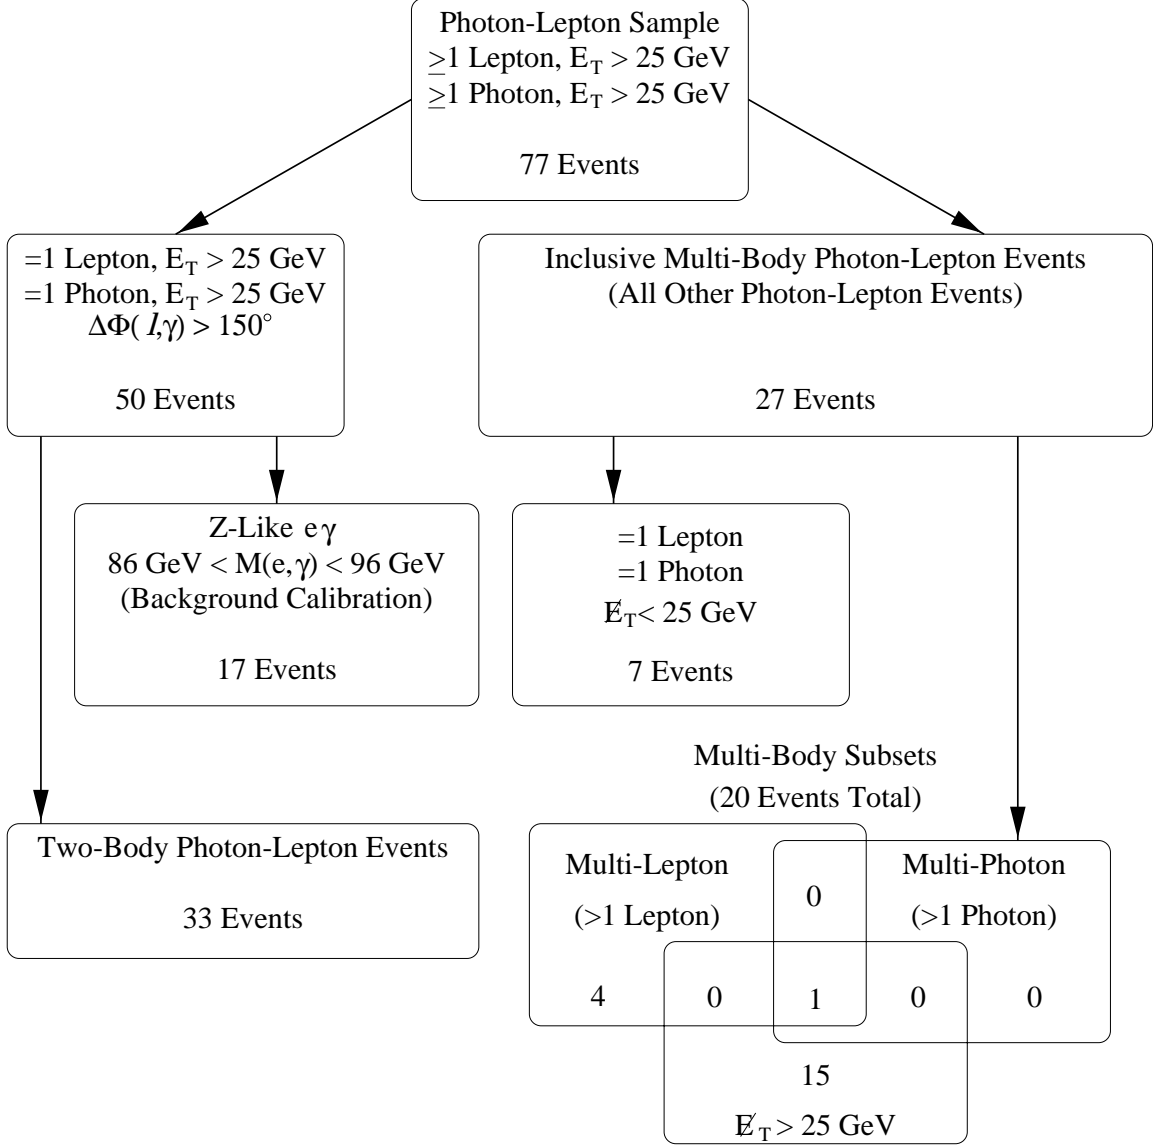 Photon-Lepton Sample
≥1 Lepton, E_T > 25 GeV
≥1 Photon, E_T > 25 GeV
77 Events
=1 Lepton, E_T > 25 GeV
=1 Photon, E_T > 25 GeV
ΔΦ( l,γ) > 150°
50 Events
Inclusive Multi-Body Photon-Lepton Events
(All Other Photon-Lepton Events)
27 Events
Z-Like eγ
86 GeV < M(e,γ) < 96 GeV
(Background Calibration)
17 Events
=1 Lepton
=1 Photon
E̸_T < 25 GeV
7 Events
Two-Body Photon-Lepton Events
33 Events
Multi-Body Subsets
(20 Events Total)
Multi-Lepton
(>1 Lepton)
0
Multi-Photon
(>1 Photon)
4 0 1 0 0
15
E̸_T > 25 GeV